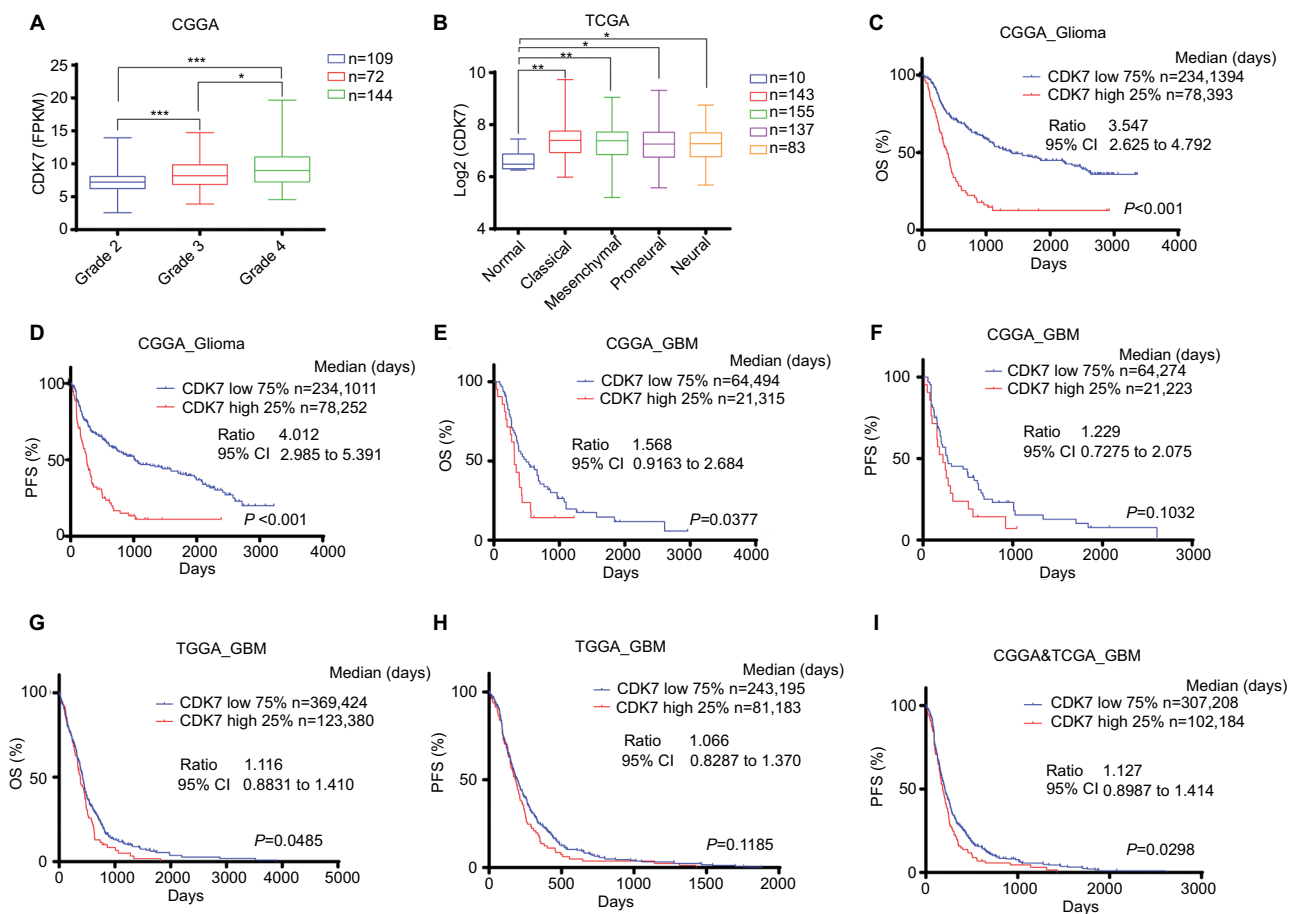 A
CGGA
CDK7 (FPKM)
25
20
15
10
5
0
Grade 2
Grade 3
Grade 4
***
***
*
n=109
n=72
n=144
B
TCGA
Log2 (CDK7)
10
8
6
4
Normal
Classical
Mesenchymal
Proneural
Neural
*
*
**
**
n=10
n=143
n=155
n=137
n=83
C
CGGA_Glioma
Median (days)
CDK7 low 75% n=234,1394
CDK7 high 25% n=78,393
Ratio 3.547
95% CI 2.625 to 4.792
P<0.001
OS (%)
100
50
0
0 1000 2000 3000 4000
Days
D
CGGA_Glioma
Median (days)
CDK7 low 75% n=234,1011
CDK7 high 25% n=78,252
Ratio 4.012
95% CI 2.985 to 5.391
P <0.001
PFS (%)
100
50
0
0 1000 2000 3000 4000
Days
E
CGGA_GBM
Median (days)
CDK7 low 75% n=64,494
CDK7 high 25% n=21,315
Ratio 1.568
95% CI 0.9163 to 2.684
P=0.0377
OS (%)
100
50
0
0 1000 2000 3000 4000
Days
F
CGGA_GBM
Median (days)
CDK7 low 75% n=64,274
CDK7 high 25% n=21,223
Ratio 1.229
95% CI 0.7275 to 2.075
P=0.1032
PFS (%)
100
50
0
0 1000 2000 3000
Days
G
TGGA_GBM
Median (days)
CDK7 low 75% n=369,424
CDK7 high 25% n=123,380
Ratio 1.116
95% CI 0.8831 to 1.410
P=0.0485
OS (%)
100
50
0
0 1000 2000 3000 4000 5000
Days
H
TGGA_GBM
Median (days)
CDK7 low 75% n=243,195
CDK7 high 25% n=81,183
Ratio 1.066
95% CI 0.8287 to 1.370
P=0.1185
PFS (%)
100
50
0
0 500 1000 1500 2000
Days
I
CGGA&TCGA_GBM
Median (days)
CDK7 low 75% n=307,208
CDK7 high 25% n=102,184
Ratio 1.127
95% CI 0.8987 to 1.414
P=0.0298
PFS (%)
100
50
0
0 1000 2000 3000
Days